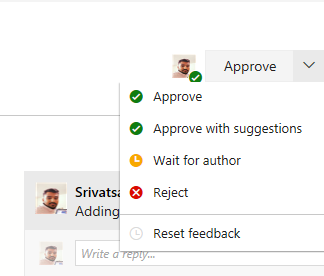 Approve
Approve
Approve with suggestions
Wait for author
Reject
Reset feedback
Srivatsa
Adding
Write a reply...